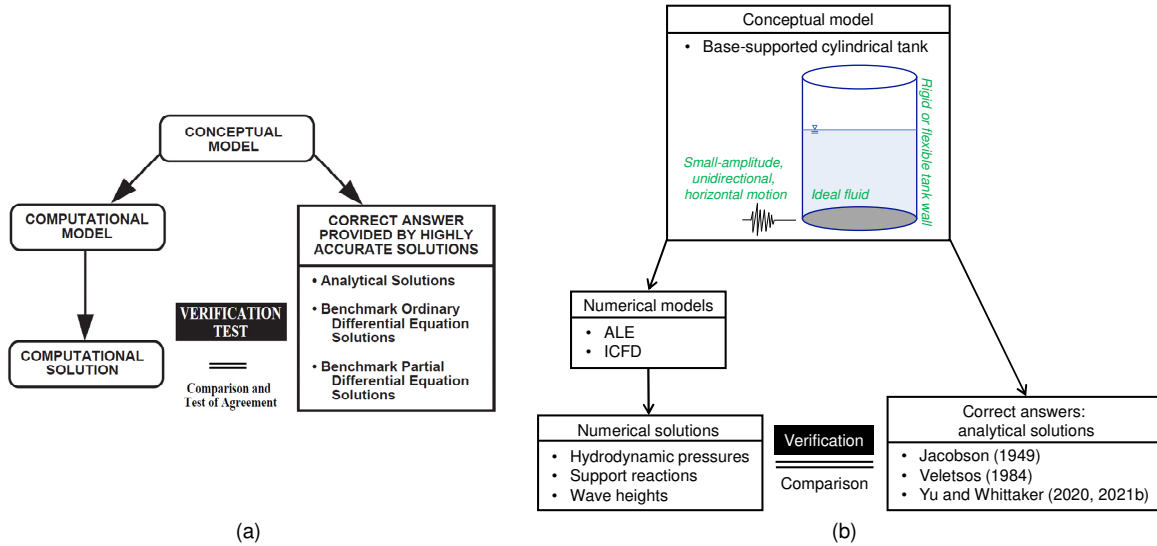 CONCEPTUAL
MODEL
COMPUTATIONAL
MODEL
COMPUTATIONAL
SOLUTION
VERIFICATION
TEST
Comparison and
Test of Agreement
CORRECT ANSWER
PROVIDED BY HIGHLY
ACCURATE SOLUTIONS
• Analytical Solutions
• Benchmark Ordinary
Differential Equation
Solutions
• Benchmark Partial
Differential Equation
Solutions
(a)
Conceptual model
• Base-supported cylindrical tank
Rigid or flexible
tank wall
Small-amplitude,
unidirectional,
horizontal motion
Ideal fluid
Numerical models
• ALE
• ICFD
Numerical solutions
• Hydrodynamic pressures
• Support reactions
• Wave heights
Verification
Comparison
Correct answers:
analytical solutions
• Jacobson (1949)
• Veletsos (1984)
• Yu and Whittaker (2020, 2021b)
(b)